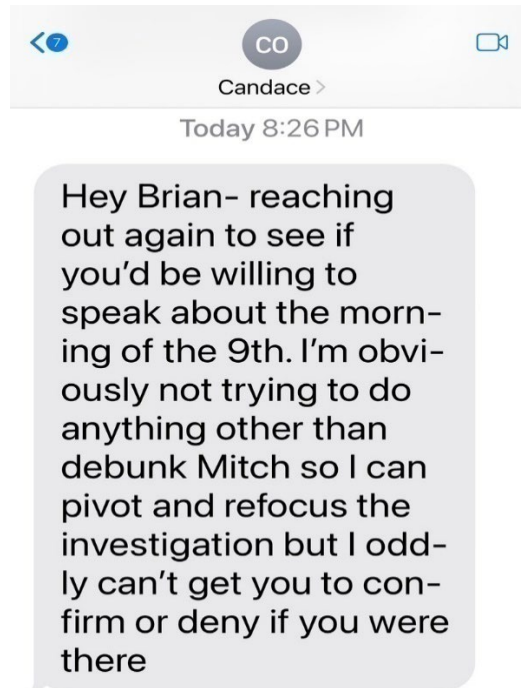 7
CO
Candace
Today 8:26 PM
Hey Brian- reaching
out again to see if
you'd be willing to
speak about the morn-
ing of the 9th. I'm obvi-
ously not trying to do
anything other than
debunk Mitch so I can
pivot and refocus the
investigation but I odd-
ly can't get you to con-
firm or deny if you were
there